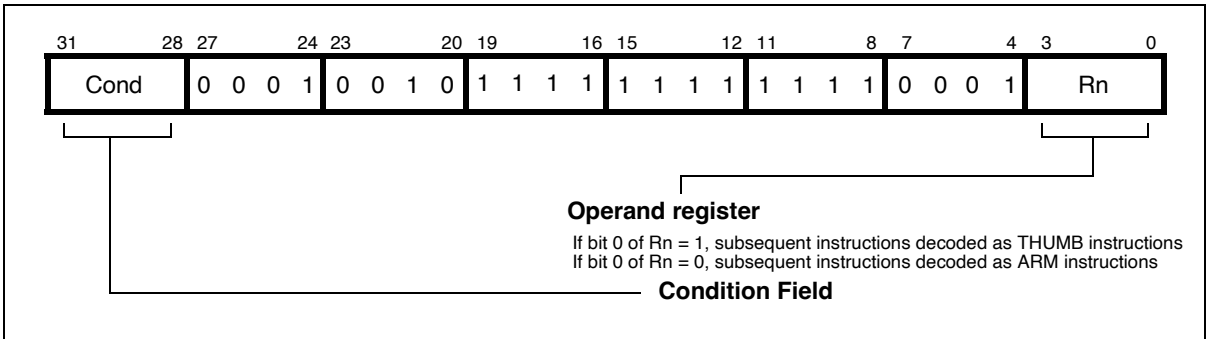 31 28 27 24 23 20 19 16 15 12 11 8 7 4 3 0
Cond 0 0 0 1 0 0 1 0 1 1 1 1 1 1 1 1 1 1 1 1 0 0 0 1 Rn
Operand register
If bit 0 of Rn = 1, subsequent instructions decoded as THUMB instructions
If bit 0 of Rn = 0, subsequent instructions decoded as ARM instructions
Condition Field